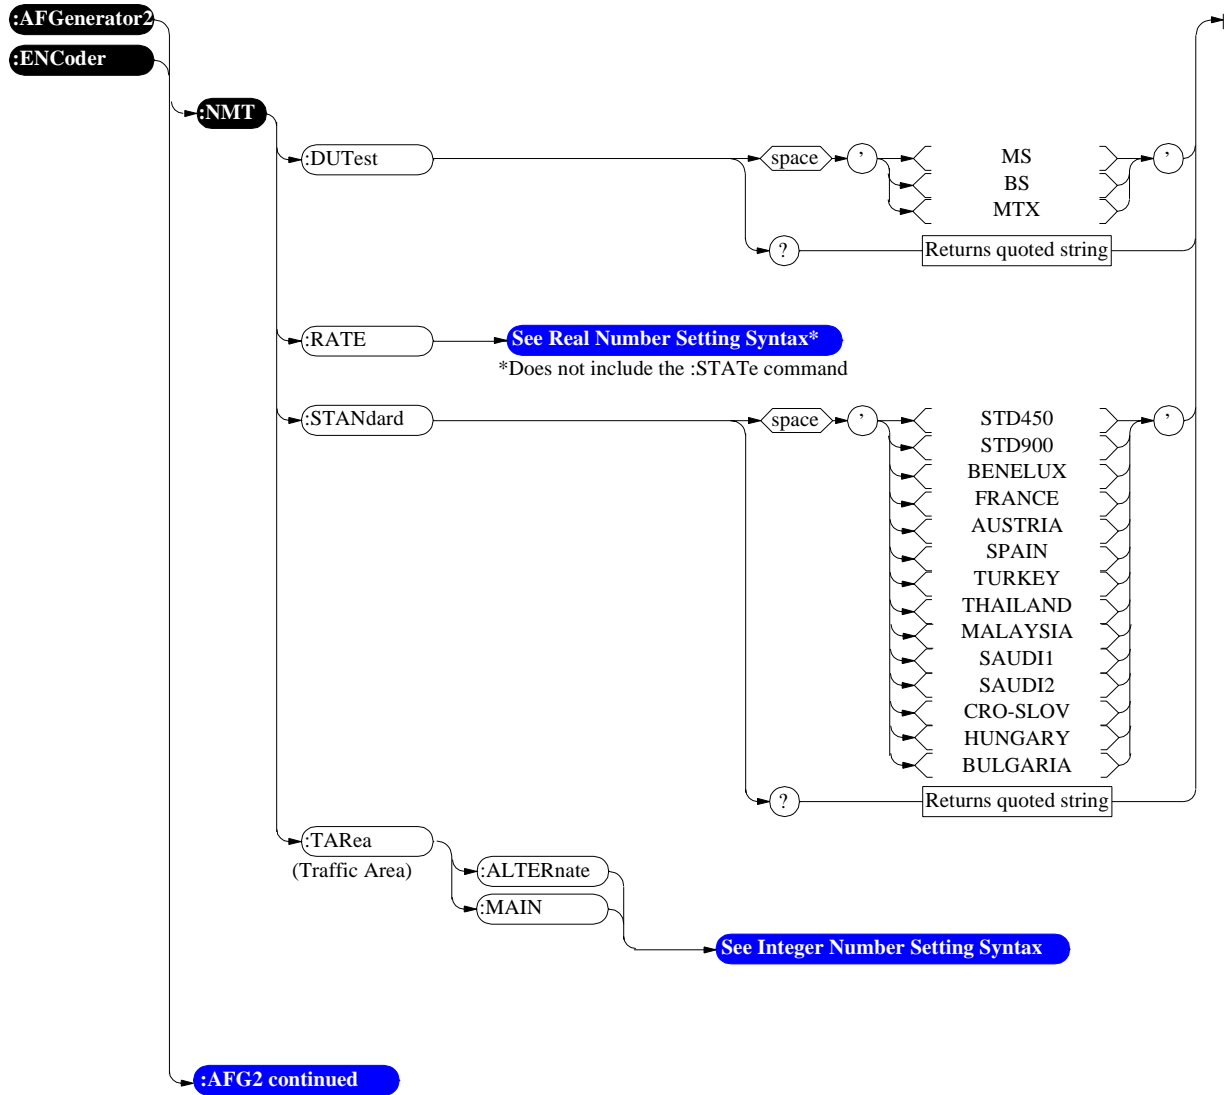 :AFGenerator2
:ENCoder
:NMT
:DUTest
space
'
MS
BS
MTX
'
?
Returns quoted string
:RATE
See Real Number Setting Syntax*
*Does not include the :STATe command
:STANdard
space
'
STD450
STD900
BENELUX
FRANCE
AUSTRIA
SPAIN
TURKEY
THAILAND
MALAYSIA
SAUDI1
SAUDI2
CRO-SLOV
HUNGARY
BULGARIA
'
?
Returns quoted string
:TARea
(Traffic Area)
:ALTERnate
:MAIN
See Integer Number Setting Syntax
:AFG2 continued